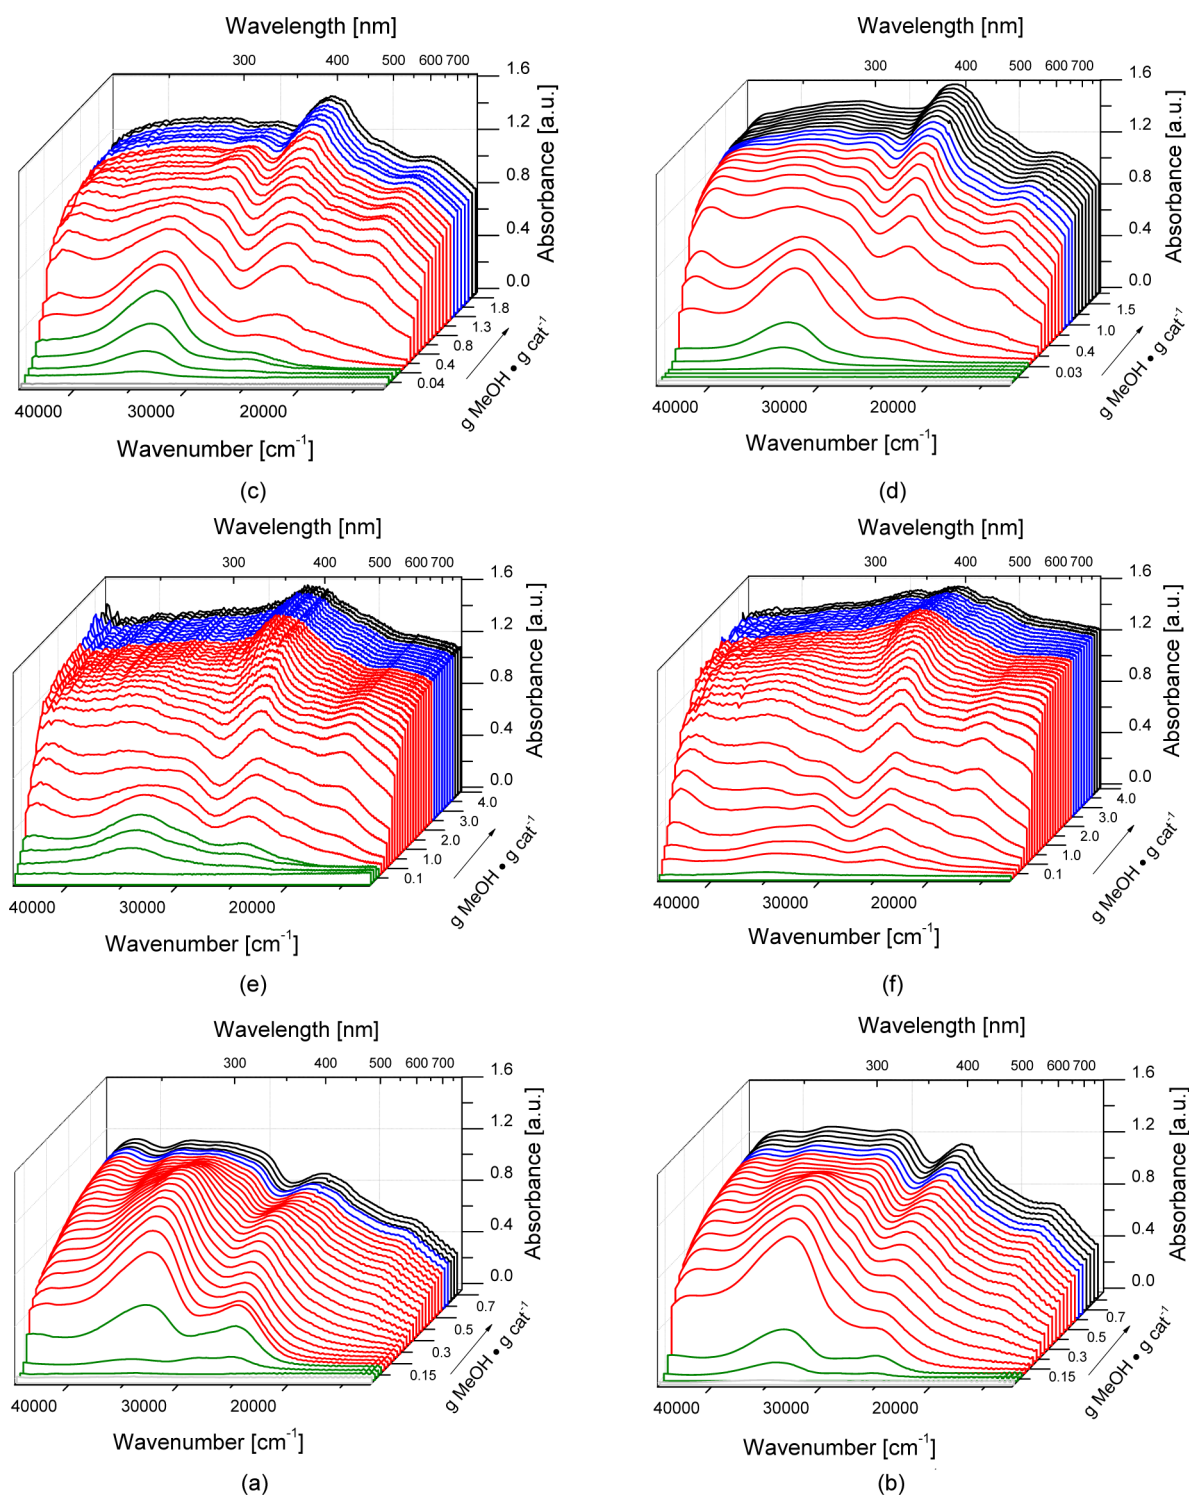 Wavelength [nm]
300 400 500 600 700
1.6
1.2
0.8
0.4
0.0
Absorbance [a.u.]
1.8
1.3
0.8
0.4
0.04
g MeOH • g cat⁻¹
40000 30000 20000
Wavenumber [cm⁻¹]
(c)
Wavelength [nm]
300 400 500 600 700
1.6
1.2
0.8
0.4
0.0
Absorbance [a.u.]
1.5
1.0
0.4
0.03
g MeOH • g cat⁻¹
40000 30000 20000
Wavenumber [cm⁻¹]
(d)
Wavelength [nm]
300 400 500 600 700
1.6
1.2
0.8
0.4
0.0
Absorbance [a.u.]
4.0
3.0
2.0
1.0
0.1
g MeOH • g cat⁻¹
40000 30000 20000
Wavenumber [cm⁻¹]
(e)
Wavelength [nm]
300 400 500 600 700
1.6
1.2
0.8
0.4
0.0
Absorbance [a.u.]
4.0
3.0
2.0
1.0
0.1
g MeOH • g cat⁻¹
40000 30000 20000
Wavenumber [cm⁻¹]
(f)
Wavelength [nm]
300 400 500 600 700
1.6
1.2
0.8
0.4
0.0
Absorbance [a.u.]
0.7
0.5
0.3
0.15
g MeOH • g cat⁻¹
40000 30000 20000
Wavenumber [cm⁻¹]
(a)
Wavelength [nm]
300 400 500 600 700
1.6
1.2
0.8
0.4
0.0
Absorbance [a.u.]
0.7
0.5
0.3
0.15
g MeOH • g cat⁻¹
40000 30000 20000
Wavenumber [cm⁻¹]
(b)